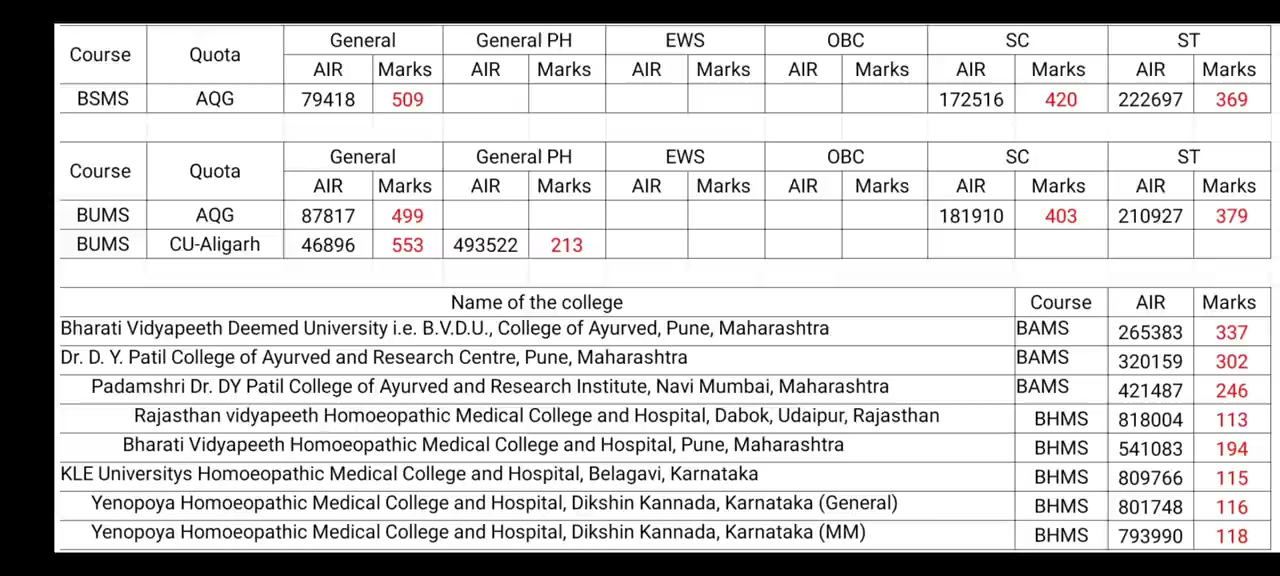 Course Quota General General PH EWS OBC SC ST
AIR Marks AIR Marks AIR Marks AIR Marks AIR Marks AIR Marks
BSMS AQG 79418 509 172516 420 222697 369
Course Quota General General PH EWS OBC SC ST
AIR Marks AIR Marks AIR Marks AIR Marks AIR Marks AIR Marks
BUMS AQG 87817 499 181910 403 210927 379
BUMS CU-Aligarh 46896 553 493522 213
Name of the college Course AIR Marks
Bharati Vidyapeeth Deemed University i.e. B.V.D.U., College of Ayurved, Pune, Maharashtra BAMS 265383 337
Dr. D. Y. Patil College of Ayurved and Research Centre, Pune, Maharashtra BAMS 320159 302
Padamshri Dr. DY Patil College of Ayurved and Research Institute, Navi Mumbai, Maharashtra BAMS 421487 246
Rajasthan vidyapeeth Homoeopathic Medical College and Hospital, Dabok, Udaipur, Rajasthan BHMS 818004 113
Bharati Vidyapeeth Homoeopathic Medical College and Hospital, Pune, Maharashtra BHMS 541083 194
KLE Universitys Homoeopathic Medical College and Hospital, Belagavi, Karnataka BHMS 809766 115
Yenopoya Homoeopathic Medical College and Hospital, Dikshin Kannada, Karnataka (General) BHMS 801748 116
Yenopoya Homoeopathic Medical College and Hospital, Dikshin Kannada, Karnataka (MM) BHMS 793990 118